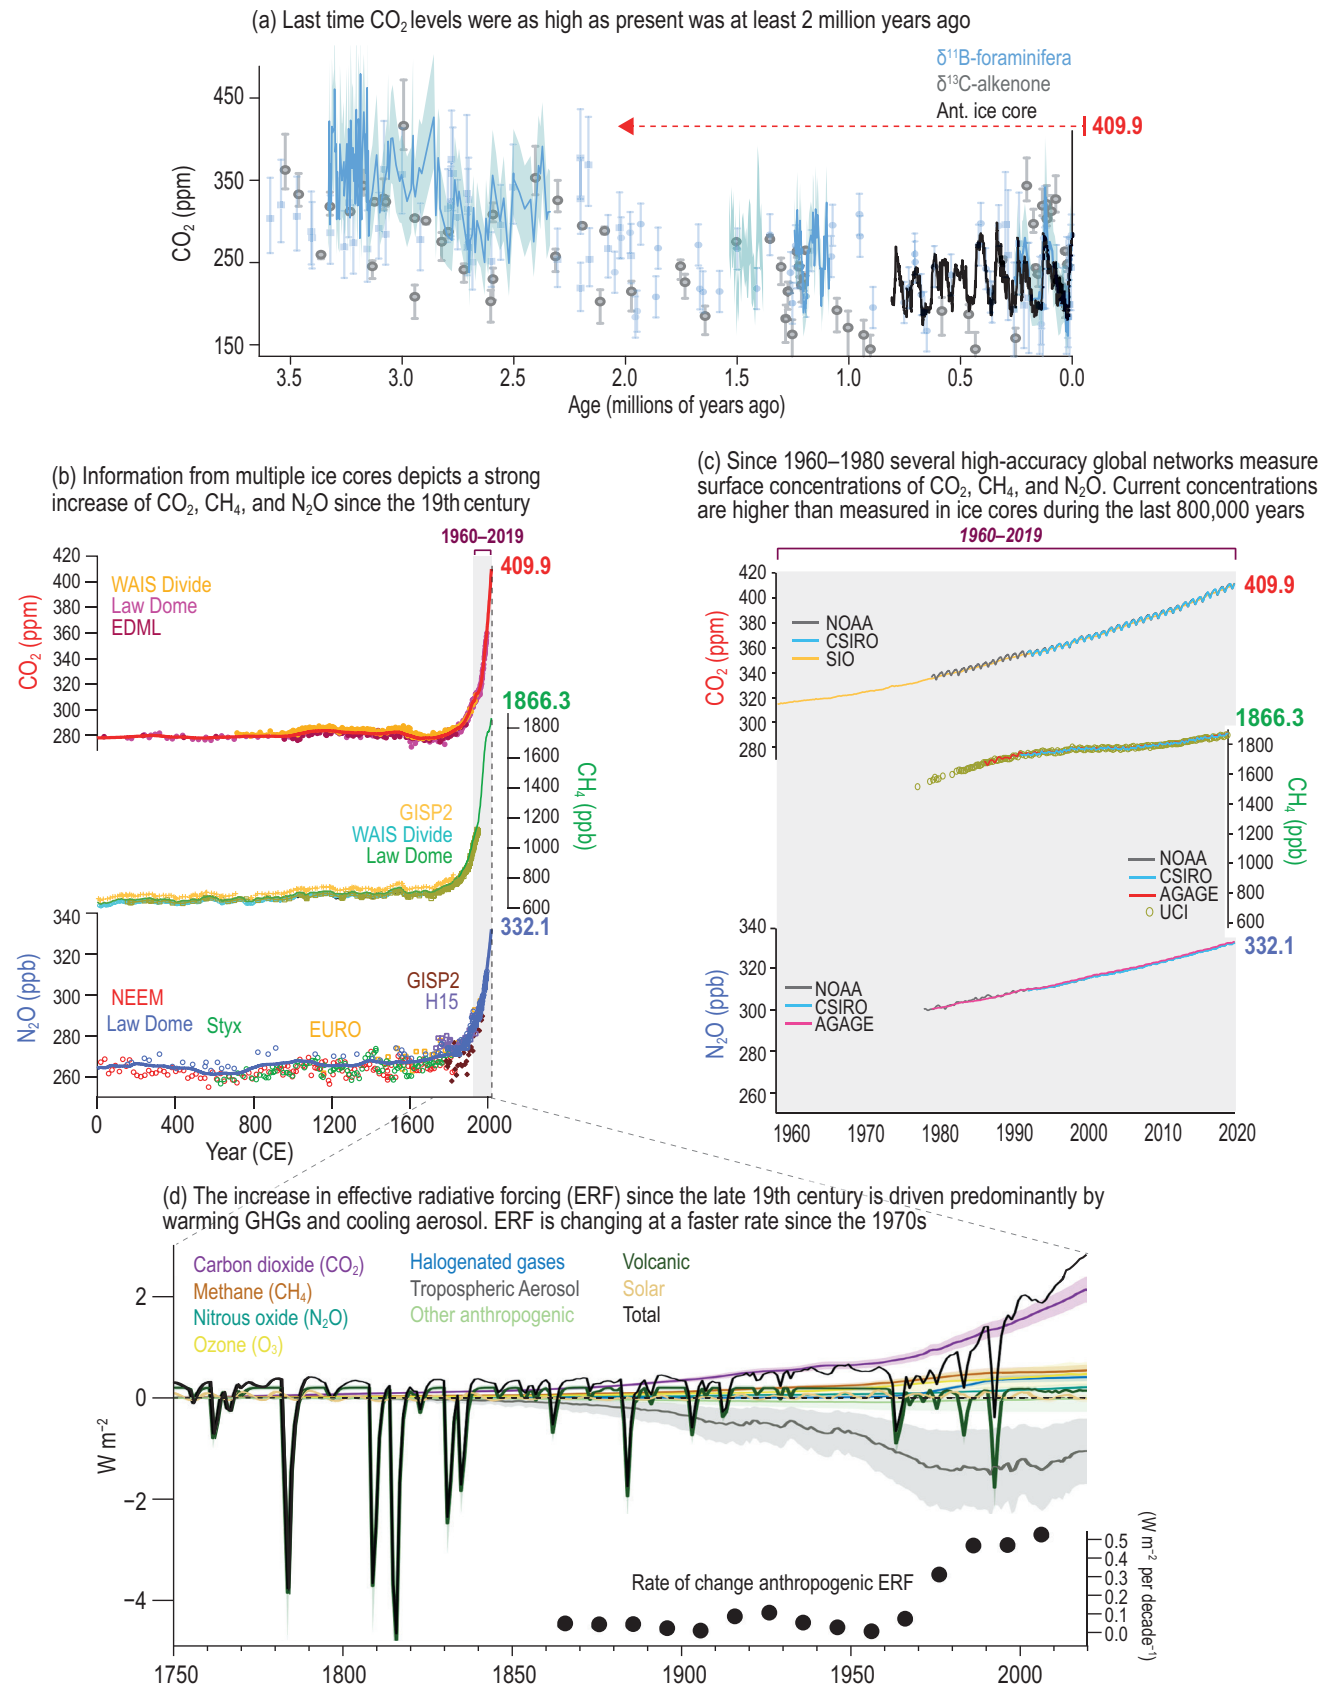 (a) Last time CO₂ levels were as high as present was at least 2 million years ago
δ¹¹B-foraminifera
δ¹³C-alkenone
Ant. ice core
409.9
CO₂ (ppm)
450
350
250
150
3.5 3.0 2.5 2.0 1.5 1.0 0.5 0.0
Age (millions of years ago)
(b) Information from multiple ice cores depicts a strong
increase of CO₂, CH₄, and N₂O since the 19th century
1960–2019
409.9
CO₂ (ppm)
420
400
380
360
340
320
300
280
WAIS Divide
Law Dome
EDML
1866.3
CH₄ (ppb)
1800
1600
1400
1200
1000
800
600
GISP2
WAIS Divide
Law Dome
332.1
N₂O (ppb)
340
320
300
280
260
NEEM
Law Dome
Styx
EURO
GISP2
H15
0 400 800 1200 1600 2000
Year (CE)
(c) Since 1960–1980 several high-accuracy global networks measure
surface concentrations of CO₂, CH₄, and N₂O. Current concentrations
are higher than measured in ice cores during the last 800,000 years
1960–2019
409.9
CO₂ (ppm)
420
400
380
360
340
320
300
280
NOAA
CSIRO
SIO
1866.3
CH₄ (ppb)
1800
1600
1400
1200
1000
800
600
NOAA
CSIRO
AGAGE
UCI
332.1
N₂O (ppb)
340
320
300
280
260
NOAA
CSIRO
AGAGE
1960 1970 1980 1990 2000 2010 2020
(d) The increase in effective radiative forcing (ERF) since the late 19th century is driven predominantly by
warming GHGs and cooling aerosol. ERF is changing at a faster rate since the 1970s
Carbon dioxide (CO₂)
Methane (CH₄)
Nitrous oxide (N₂O)
Ozone (O₃)
Halogenated gases
Tropospheric Aerosol
Other anthropogenic
Volcanic
Solar
Total
W m⁻²
2
0
−2
−4
Rate of change anthropogenic ERF
0.5
0.4
0.3
0.2
0.1
0.0
(W m⁻² per decade⁻¹)
1750 1800 1850 1900 1950 2000